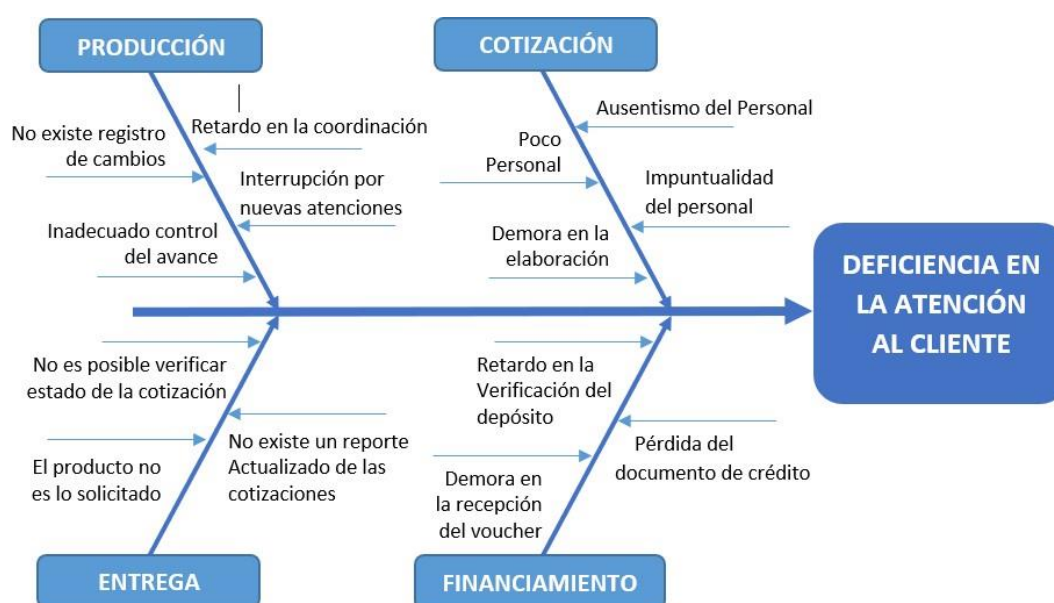 PRODUCCIÓN
COTIZACIÓN
No existe registro
de cambios
Retardo en la coordinación
Interrupción por
nuevas atenciones
Inadecuado control
del avance
Ausentismo del Personal
Poco
Personal
Impuntualidad
del personal
Demora en la
elaboración
DEFICIENCIA EN
LA ATENCIÓN
AL CLIENTE
No es posible verificar
estado de la cotización
No existe un reporte
Actualizado de las
cotizaciones
El producto no
es lo solicitado
Retardo en la
Verificación del
depósito
Pérdida del
documento de crédito
Demora en
la recepción
del voucher
ENTREGA
FINANCIAMIENTO